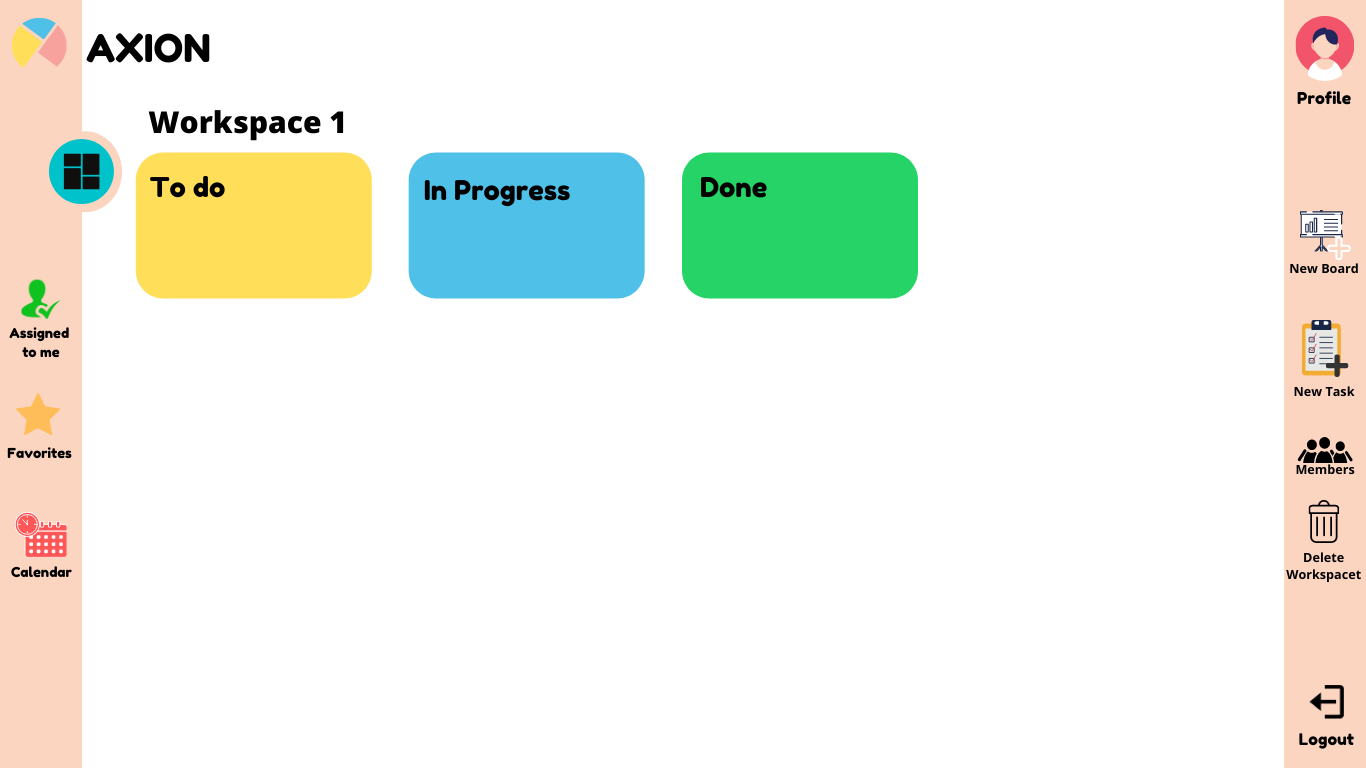 AXION
Workspace 1
To do
In Progress
Done
Assigned
to me
Favorites
Calendar
Profile
New Board
New Task
Members
Delete
Workspacet
Logout